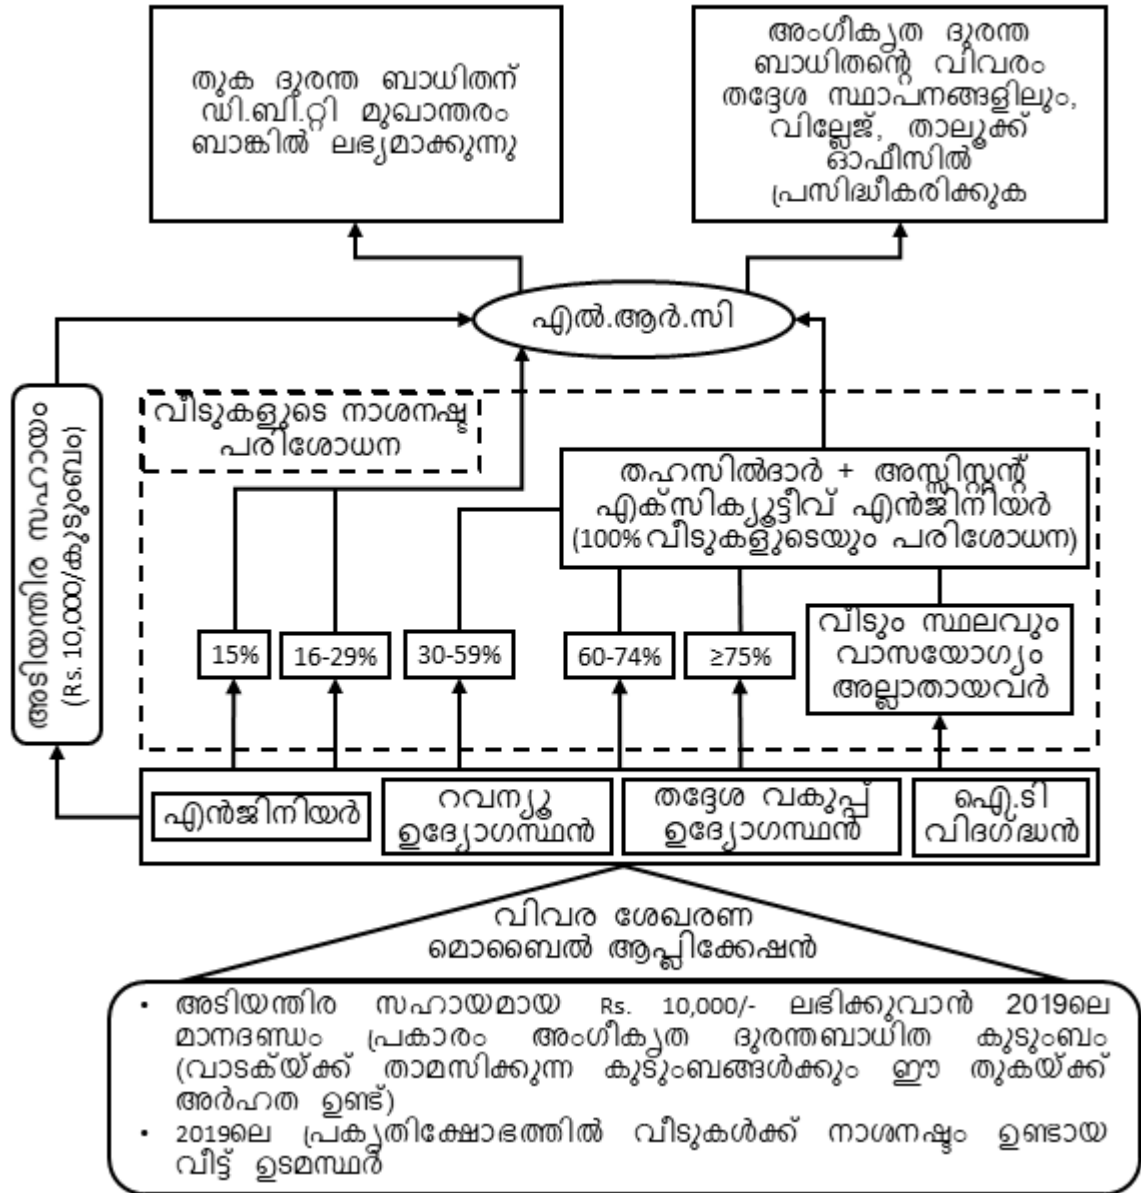 തുക ദുരന്ത ബാധിതന്
ഡി.ബി.റ്റി മുഖാന്തരം
ബാങ്കിൽ ലഭ്യമാക്കുന്നു
അംഗീകൃത ദുരന്ത
ബാധിതന്റെ വിവരം
തദ്ദേശ സ്ഥാപനങ്ങളിലും,
വില്ലേജ്, താലൂക്ക്
ഓഫീസിൽ
പ്രസിദ്ധീകരിക്കുക
എൽ.ആർ.സി
അടിയന്തിര സഹായം
(Rs. 10,000/കുടുംബം)
വീടുകളുടെ നാശനഷ്ട
പരിശോധന
തഹസിൽദാർ + അസ്സിസ്റ്റന്റ്
എക്സിക്യൂട്ടീവ് എൻജിനിയർ
(100% വീടുകളുടെയും പരിശോധന)
15%
16-29%
30-59%
60-74%
≥75%
വീടും സ്ഥലവും
വാസയോഗ്യം
അല്ലാതായവർ
എൻജിനിയർ
റവന്യൂ
ഉദ്യോഗസ്ഥൻ
തദ്ദേശ വകുപ്പ്
ഉദ്യോഗസ്ഥൻ
ഐ.ടി
വിദഗ്ദ്ധൻ
വിവര ശേഖരണ
മൊബൈൽ ആപ്ലിക്കേഷൻ
• അടിയന്തിര സഹായമായ Rs. 10,000/- ലഭിക്കുവാൻ 2019ലെ
മാനദണ്ഡം പ്രകാരം അംഗീകൃത ദുരന്തബാധിത കുടുംബം
(വാടക്യ്ക്ക് താമസിക്കുന്ന കുടുംബങ്ങൾക്കും ഈ തുകയ്ക്ക്
അർഹത ഉണ്ട്)
• 2019ലെ പ്രകൃതിക്ഷോഭത്തിൽ വീടുകൾക്ക് നാശനഷ്ടം ഉണ്ടായ
വീട്ട് ഉടമസ്ഥർ